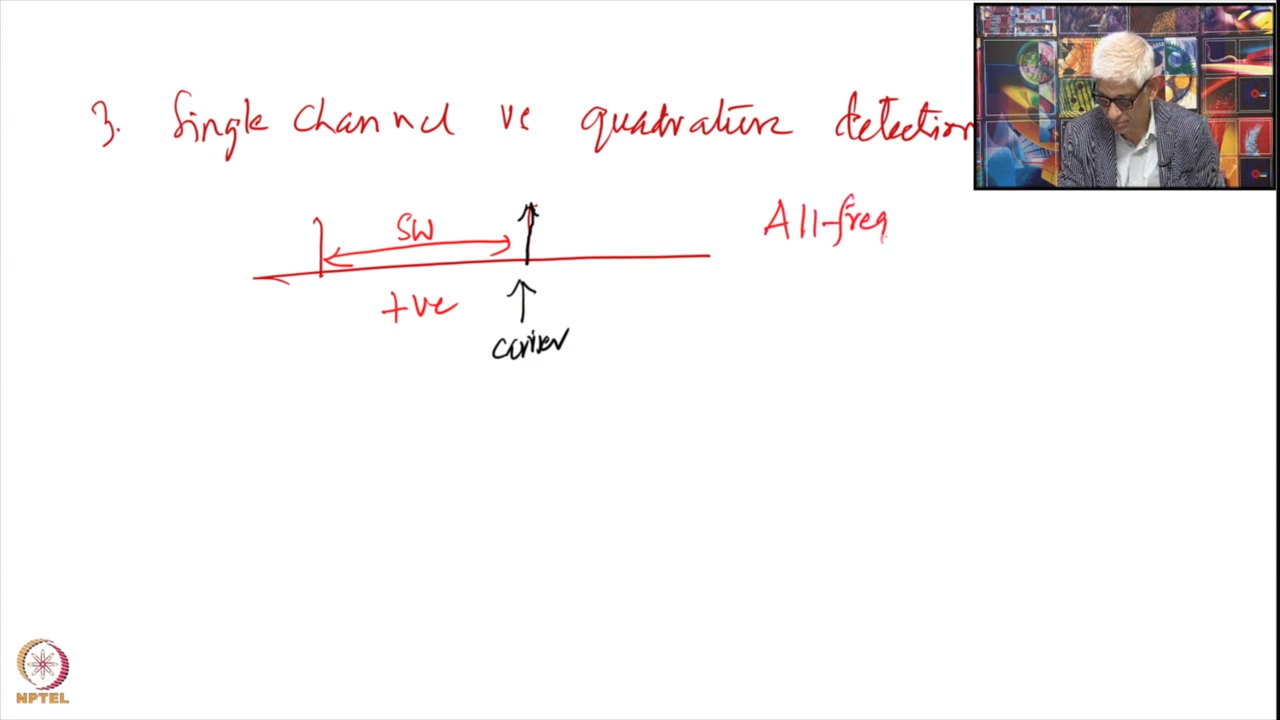 3. Single channel vs quadrature detection
SW
All-freq
+ve
carrier
NPTEL